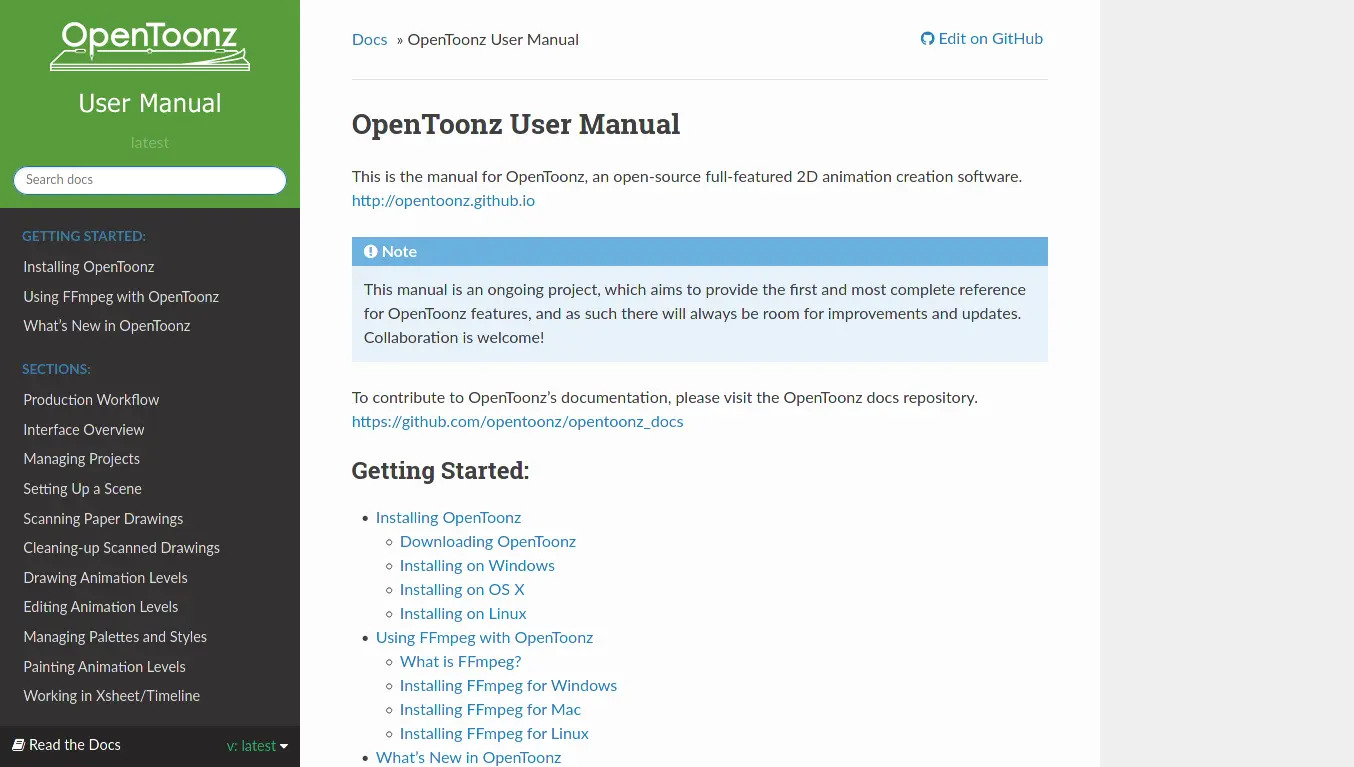 OpenToonz
User Manual
latest
Search docs
GETTING STARTED:
Installing OpenToonz
Using FFmpeg with OpenToonz
What's New in OpenToonz
SECTIONS:
Production Workflow
Interface Overview
Managing Projects
Setting Up a Scene
Scanning Paper Drawings
Cleaning-up Scanned Drawings
Drawing Animation Levels
Editing Animation Levels
Managing Palettes and Styles
Painting Animation Levels
Working in Xsheet/Timeline
Read the Docs v: latest
Docs » OpenToonz User Manual
Edit on GitHub
OpenToonz User Manual
This is the manual for OpenToonz, an open-source full-featured 2D animation creation software.
http://opentoonz.github.io
Note
This manual is an ongoing project, which aims to provide the first and most complete reference
for OpenToonz features, and as such there will always be room for improvements and updates.
Collaboration is welcome!
To contribute to OpenToonz’s documentation, please visit the OpenToonz docs repository.
https://github.com/opentoonz/opentoonz_docs
Getting Started:
• Installing OpenToonz
◦ Downloading OpenToonz
◦ Installing on Windows
◦ Installing on OS X
◦ Installing on Linux
• Using FFmpeg with OpenToonz
◦ What is FFmpeg?
◦ Installing FFmpeg for Windows
◦ Installing FFmpeg for Mac
◦ Installing FFmpeg for Linux
• What’s New in OpenToonz